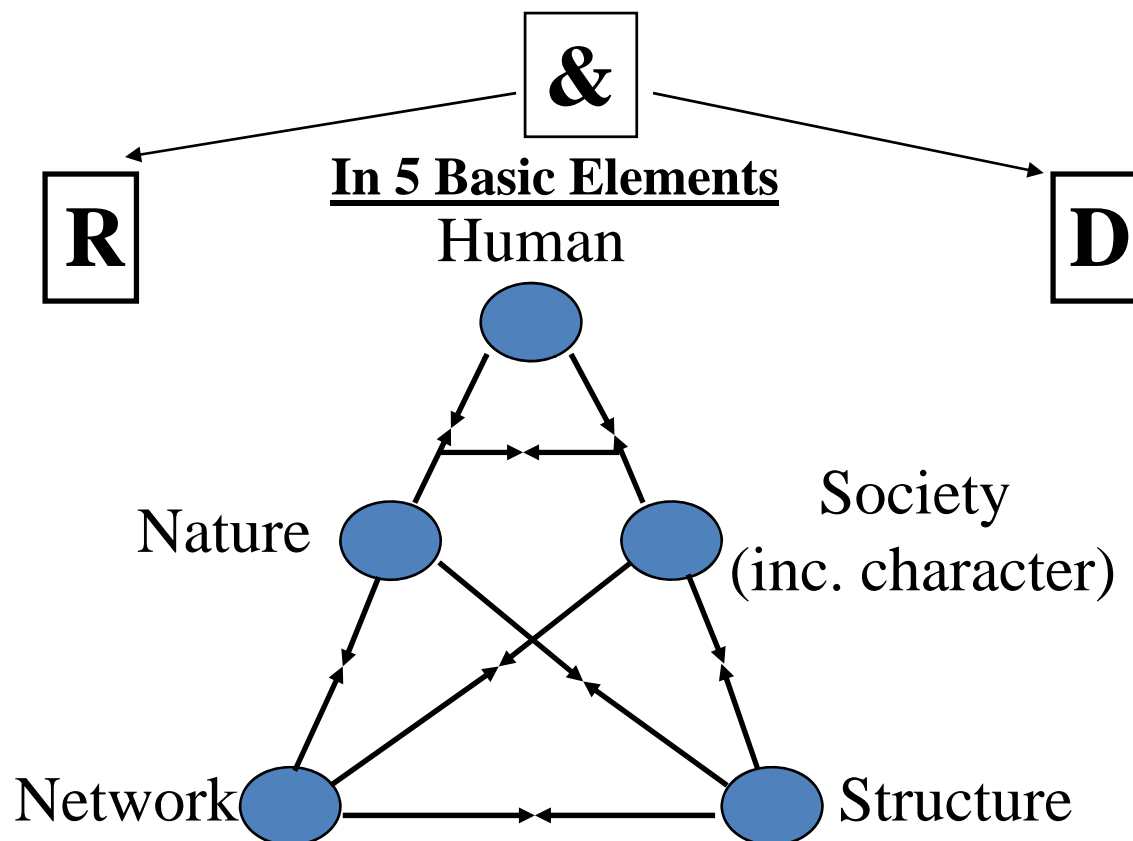 &
R
D
In 5 Basic Elements
Human
Nature
Society
(inc. character)
Network
Structure